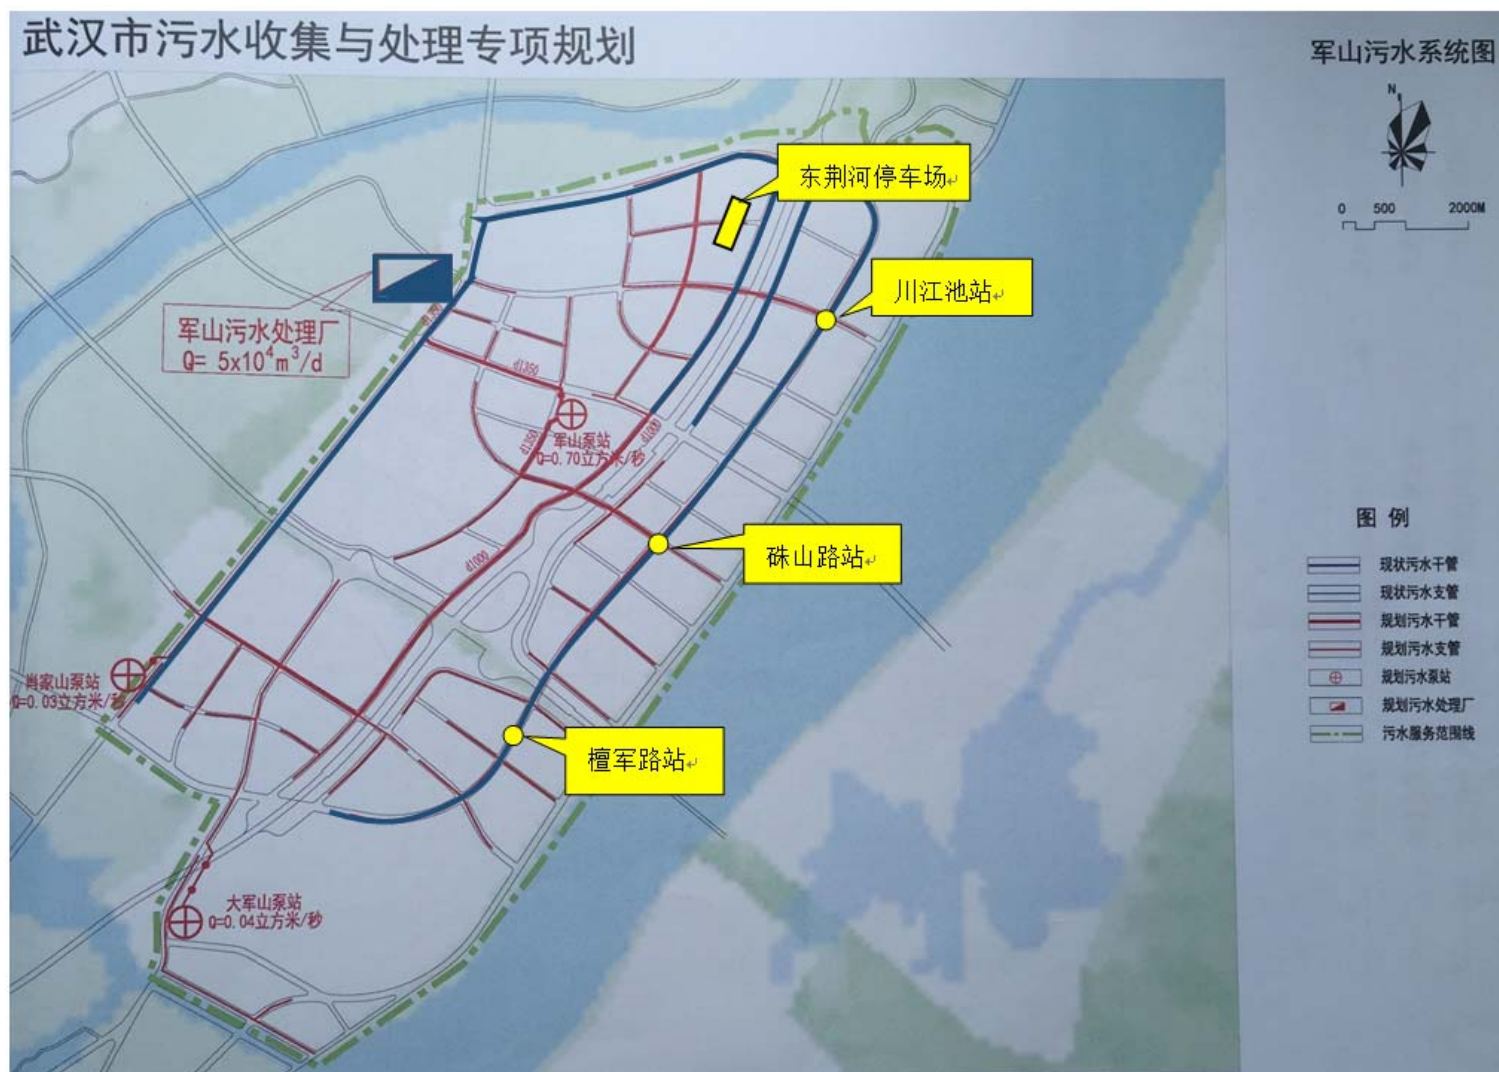 武汉市污水收集与处理专项规划
军山污水系统图
N
0 500 2000M
东荆河停车场
川江池站
军山污水处理厂
Q= 5x10⁴m³/d
d1350
d1350
军山泵站
Q=0.70立方米/秒
d1000
d1000
硃山路站
肖家山泵站
Q=0.03立方米/秒
檀军路站
大军山泵站
Q=0.04立方米/秒
图 例
现状污水干管
现状污水支管
规划污水干管
规划污水支管
规划污水泵站
规划污水处理厂
污水服务范围线